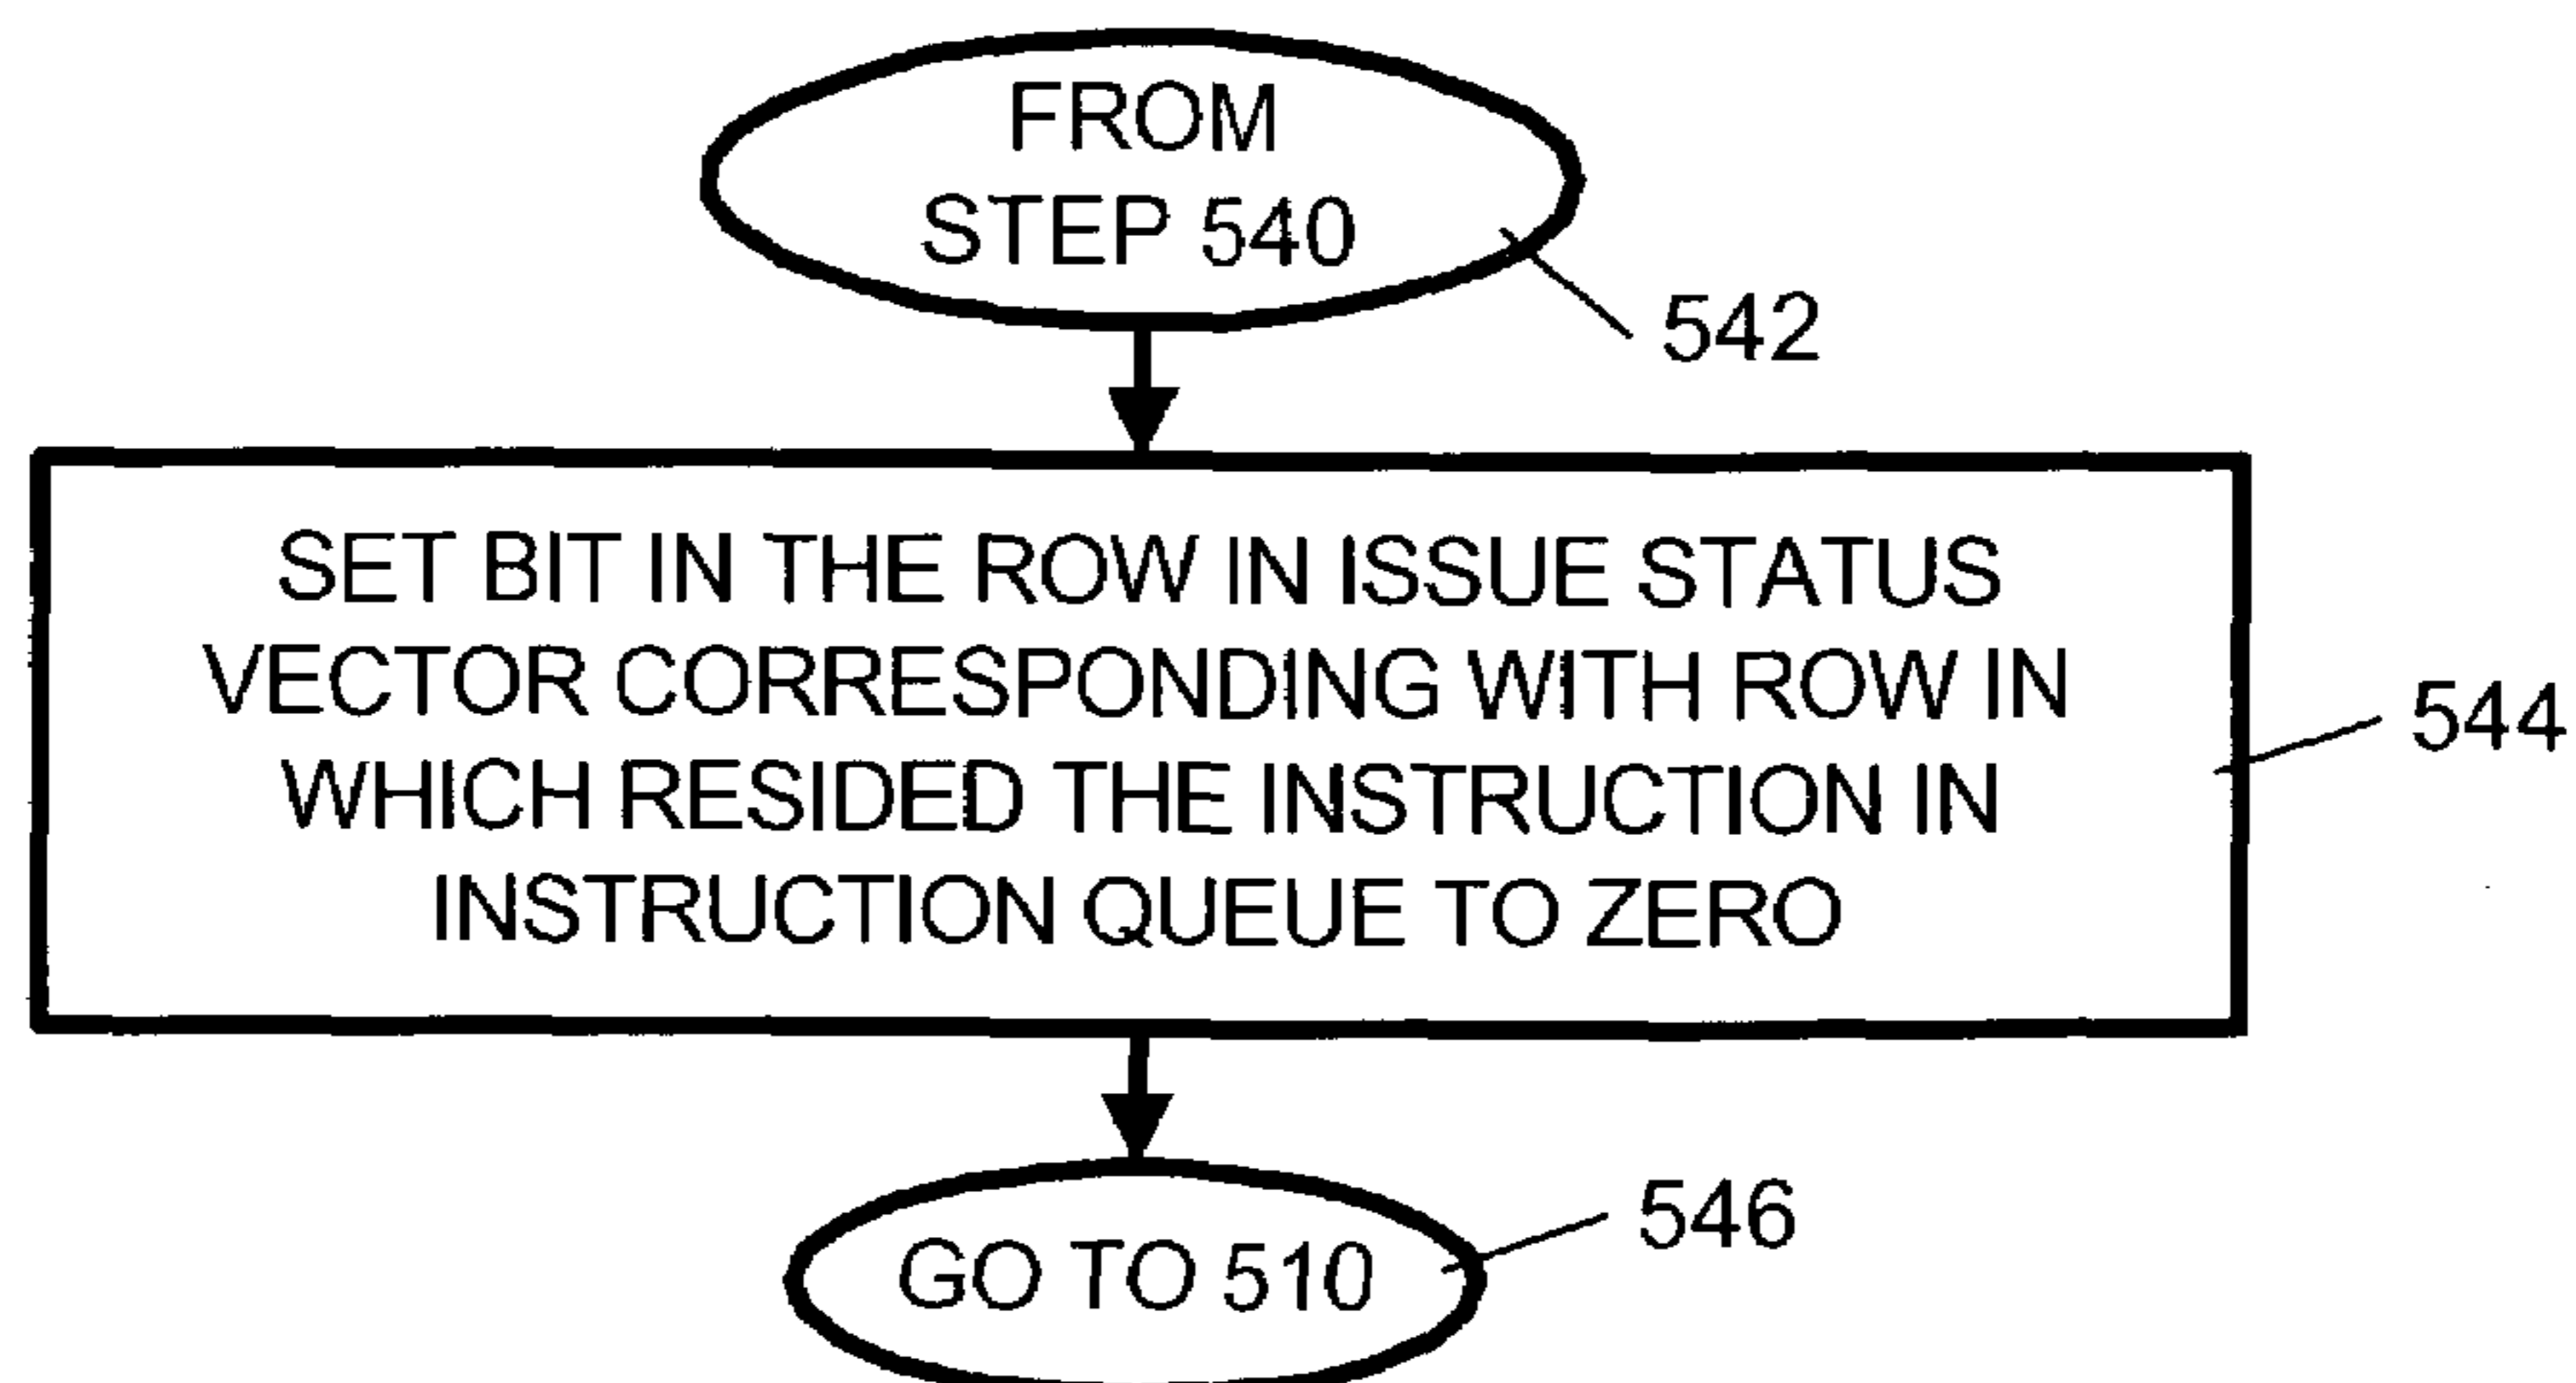 FROM
STEP 540
542
SET BIT IN THE ROW IN ISSUE STATUS
VECTOR CORRESPONDING WITH ROW IN
WHICH RESIDED THE INSTRUCTION IN
INSTRUCTION QUEUE TO ZERO
544
546
GO TO 510